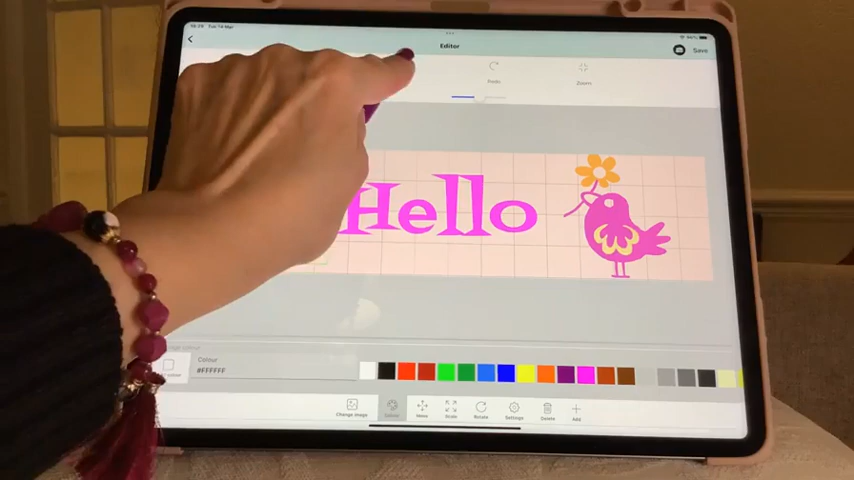 Editor
Save
Redo
Zoom
Hello
Colour
#FFFFFF
Change image
Colour
Move
Scale
Rotate
Settings
Delete
Add